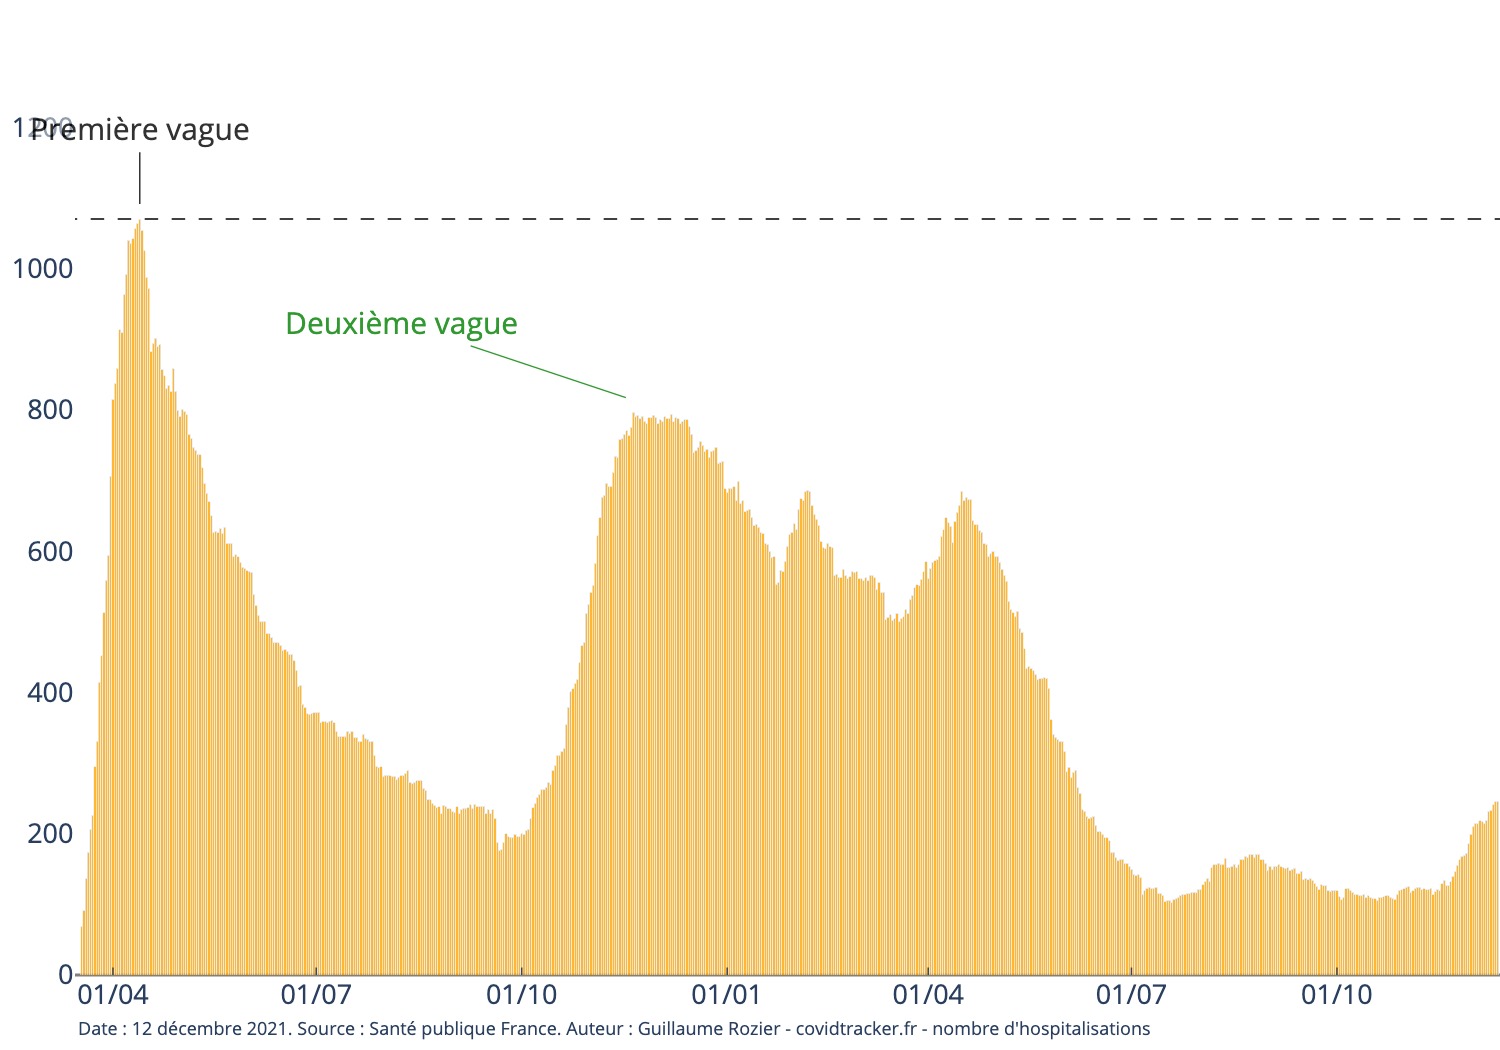 Première vague
1200
1000
Deuxième vague
800
600
400
200
0
01/04 01/07 01/10 01/01 01/04 01/07 01/10
Date : 12 décembre 2021. Source : Santé publique France. Auteur : Guillaume Rozier - covidtracker.fr - nombre d'hospitalisations